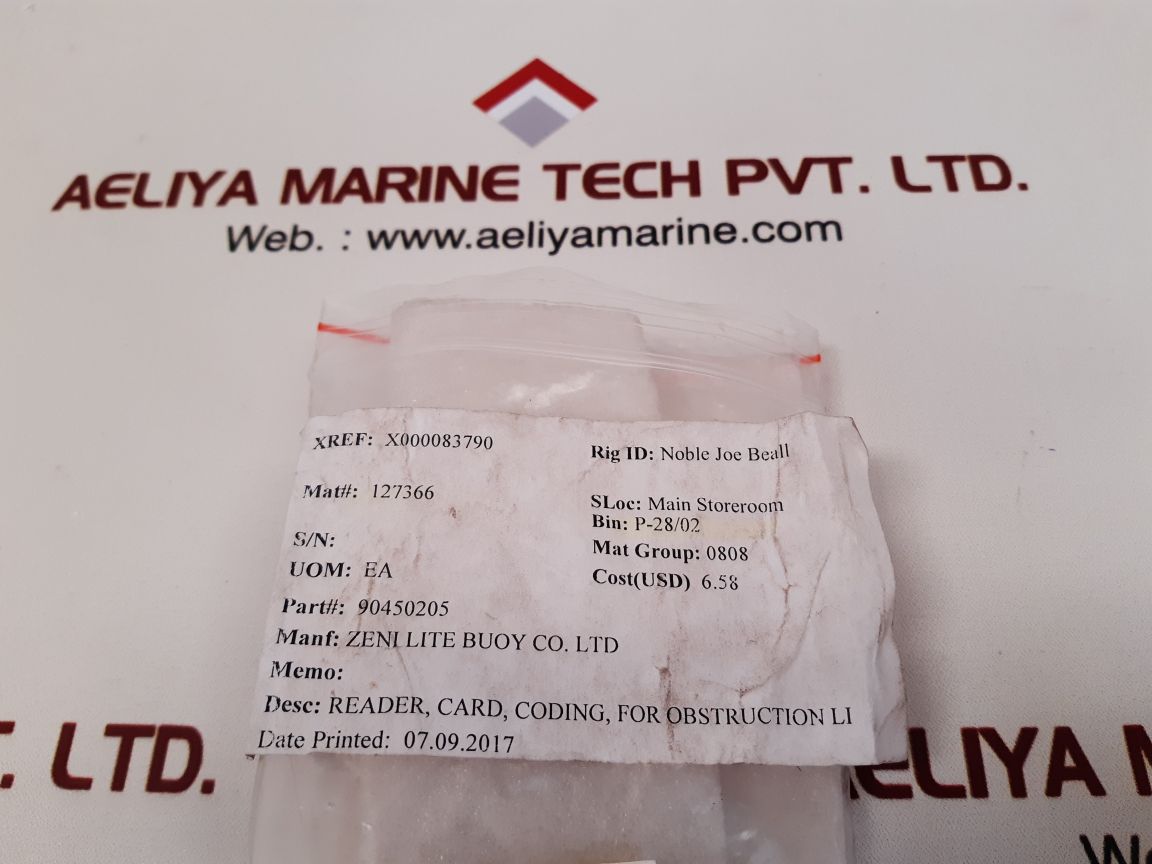 AELIYA MARINE TECH PVT. LTD.
Web. : www.aeliyamarine.com
XREF: X000083790
Rig ID: Noble Joe Beall
Mat#: 127366
SLoc: Main Storeroom
Bin: P-28/02
S/N:
Mat Group: 0808
UOM: EA
Cost(USD) 6.58
Part#: 90450205
Manf: ZENI LITE BUOY CO. LTD
Memo:
Desc: READER, CARD, CODING, FOR OBSTRUCTION LI
Date Printed: 07.09.2017
. LTD.
AELIYA M
We